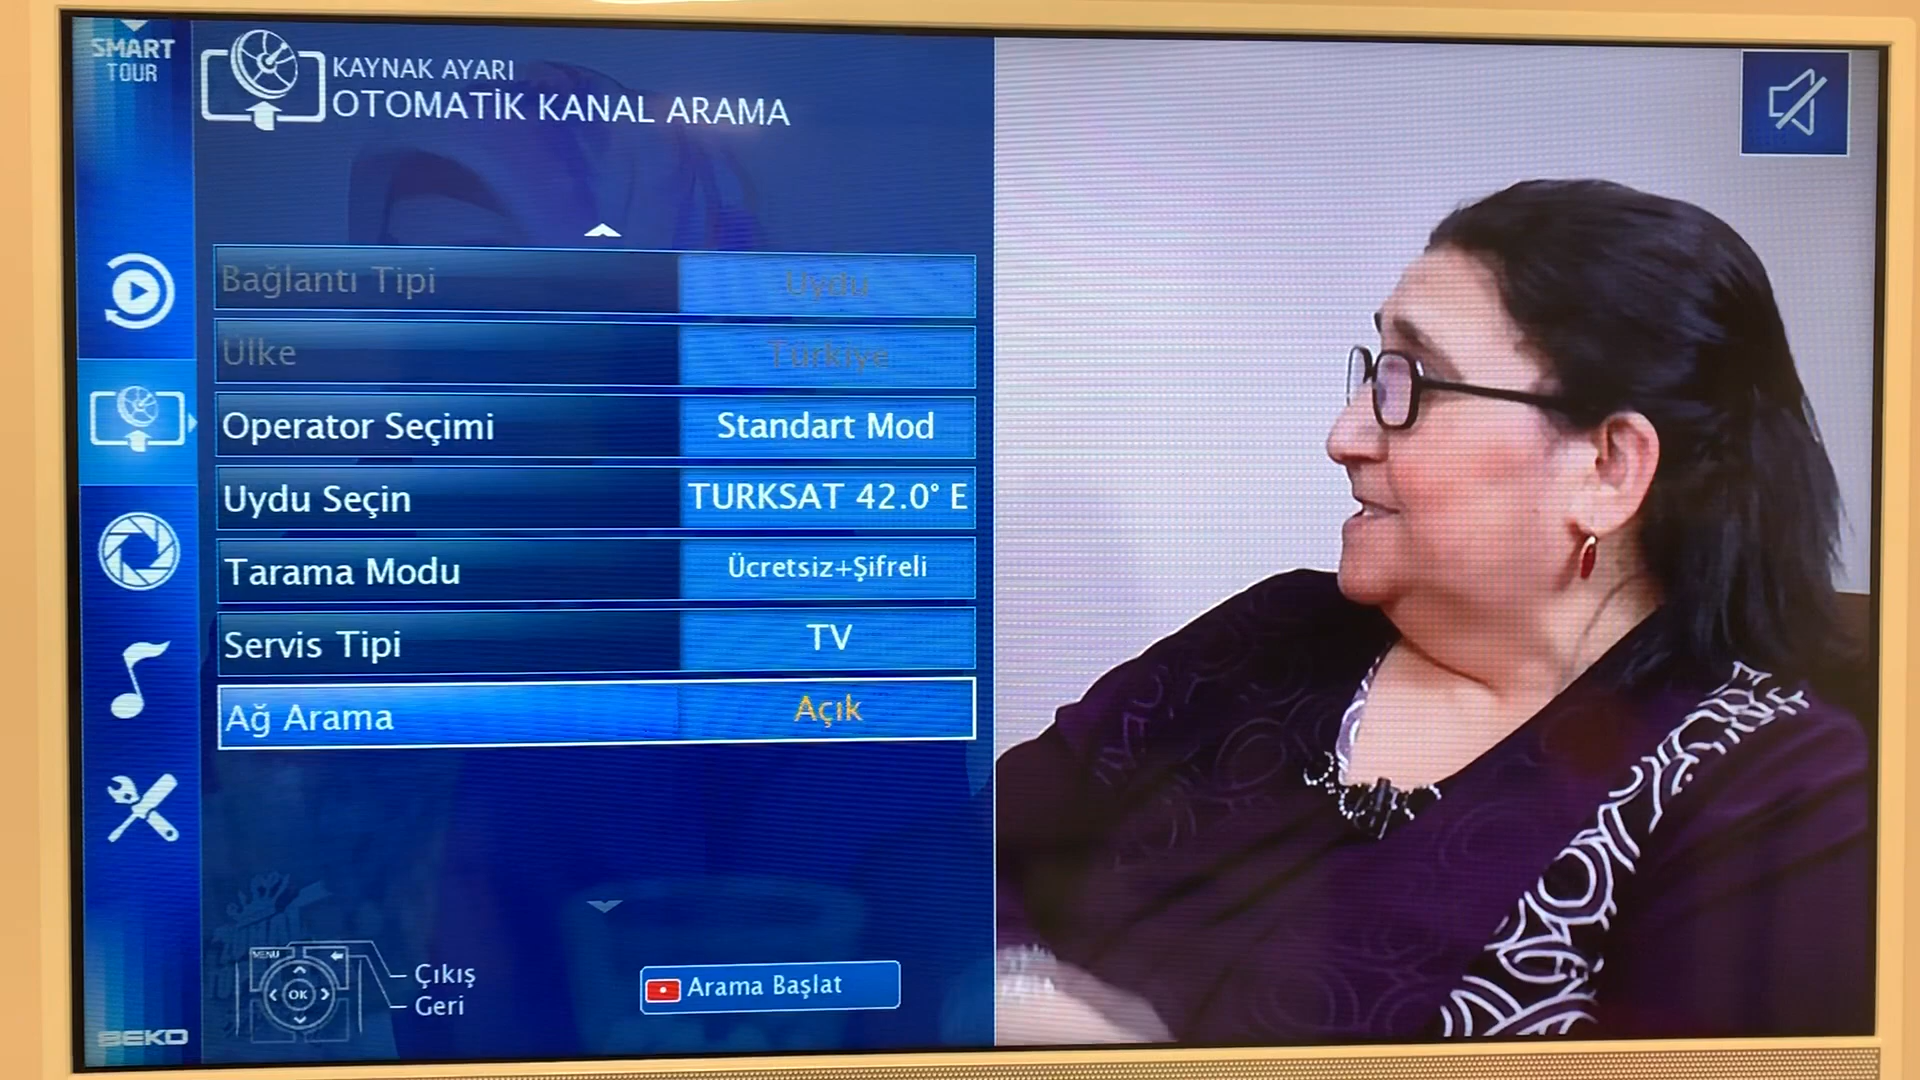 SMART
TOUR
KAYNAK AYARI
OTOMATİK KANAL ARAMA
Bağlantı Tipi Uydu
Ülke Türkiye
Operator Seçimi Standart Mod
Uydu Seçin TURKSAT 42.0° E
Tarama Modu Ücretsiz+Şifreli
Servis Tipi TV
Ağ Arama Açık
MENU
OK
Çıkış
Geri
Arama Başlat
BEKO